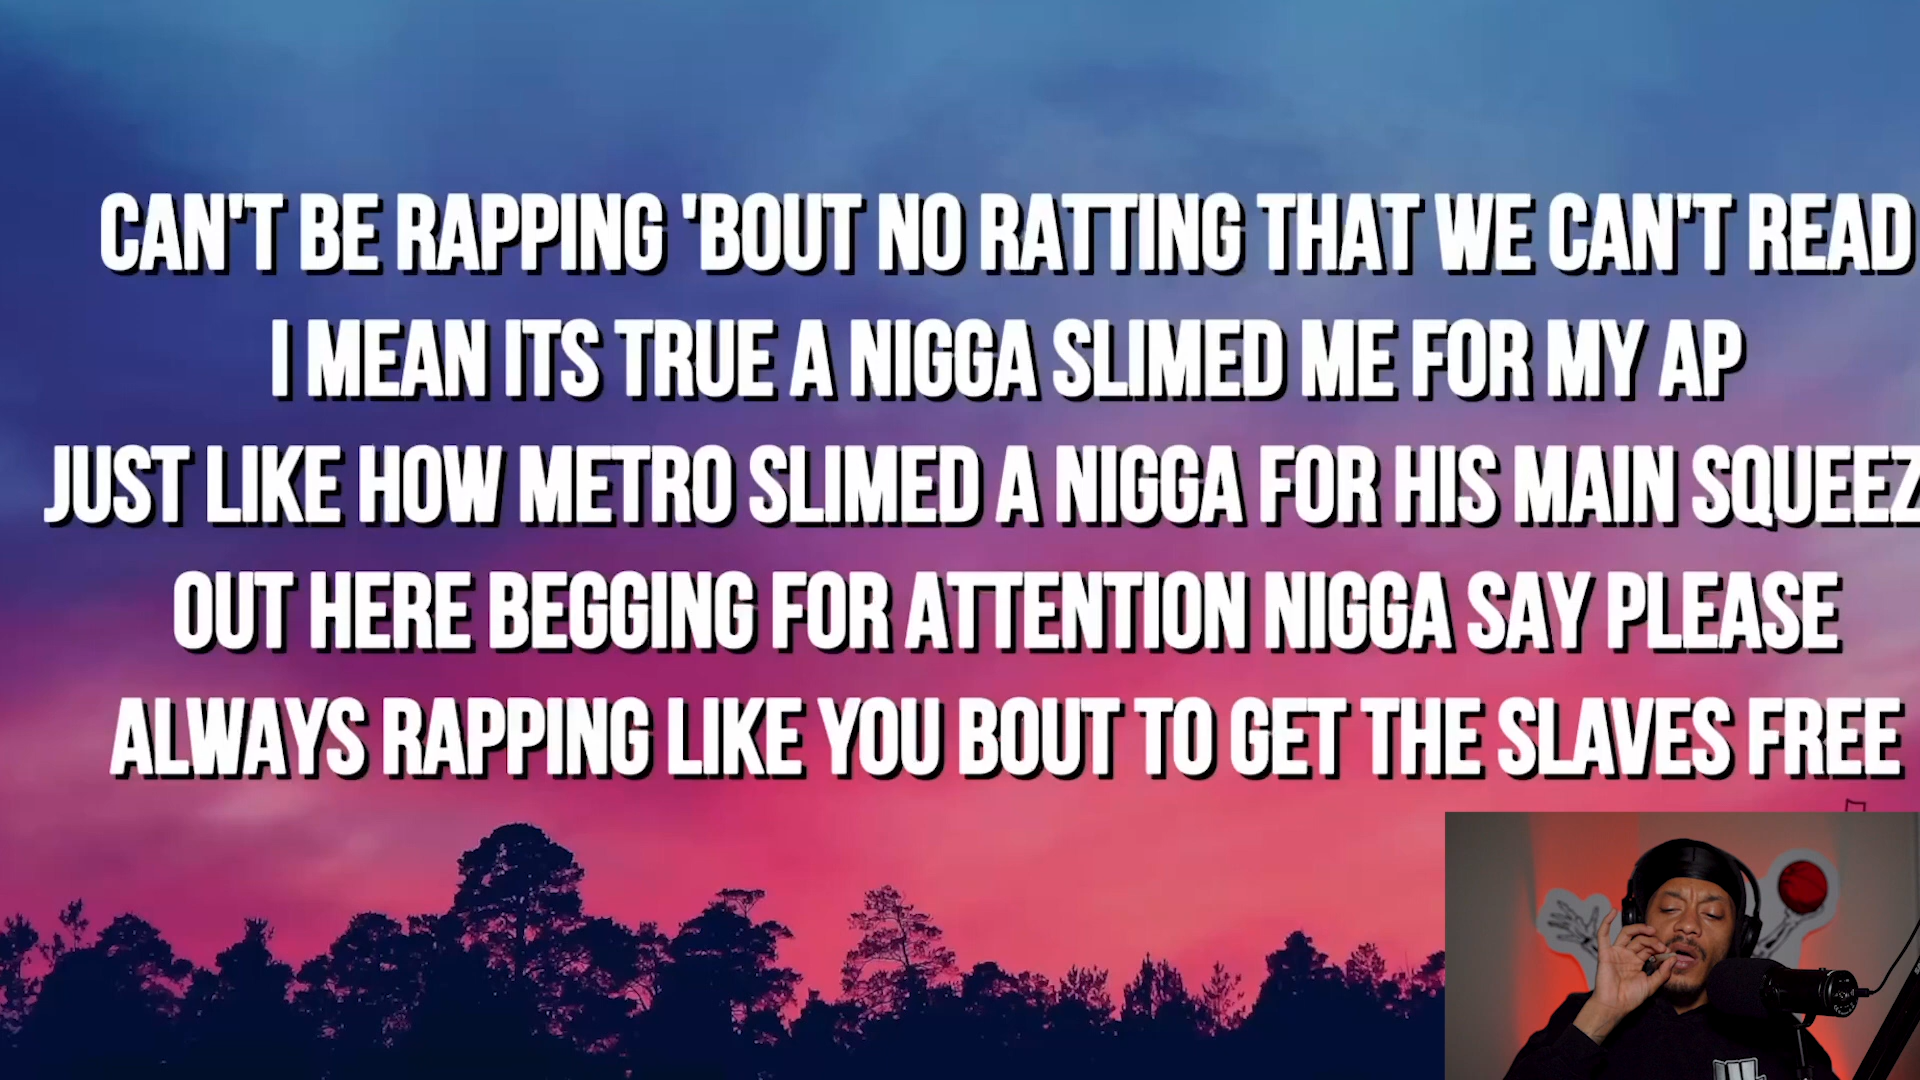 CAN'T BE RAPPING 'BOUT NO RATTING THAT WE CAN'T READ
I MEAN ITS TRUE A NIGGA SLIMED ME FOR MY AP
JUST LIKE HOW METRO SLIMED A NIGGA FOR HIS MAIN SQUEEZ
OUT HERE BEGGING FOR ATTENTION NIGGA SAY PLEASE
ALWAYS RAPPING LIKE YOU BOUT TO GET THE SLAVES FREE